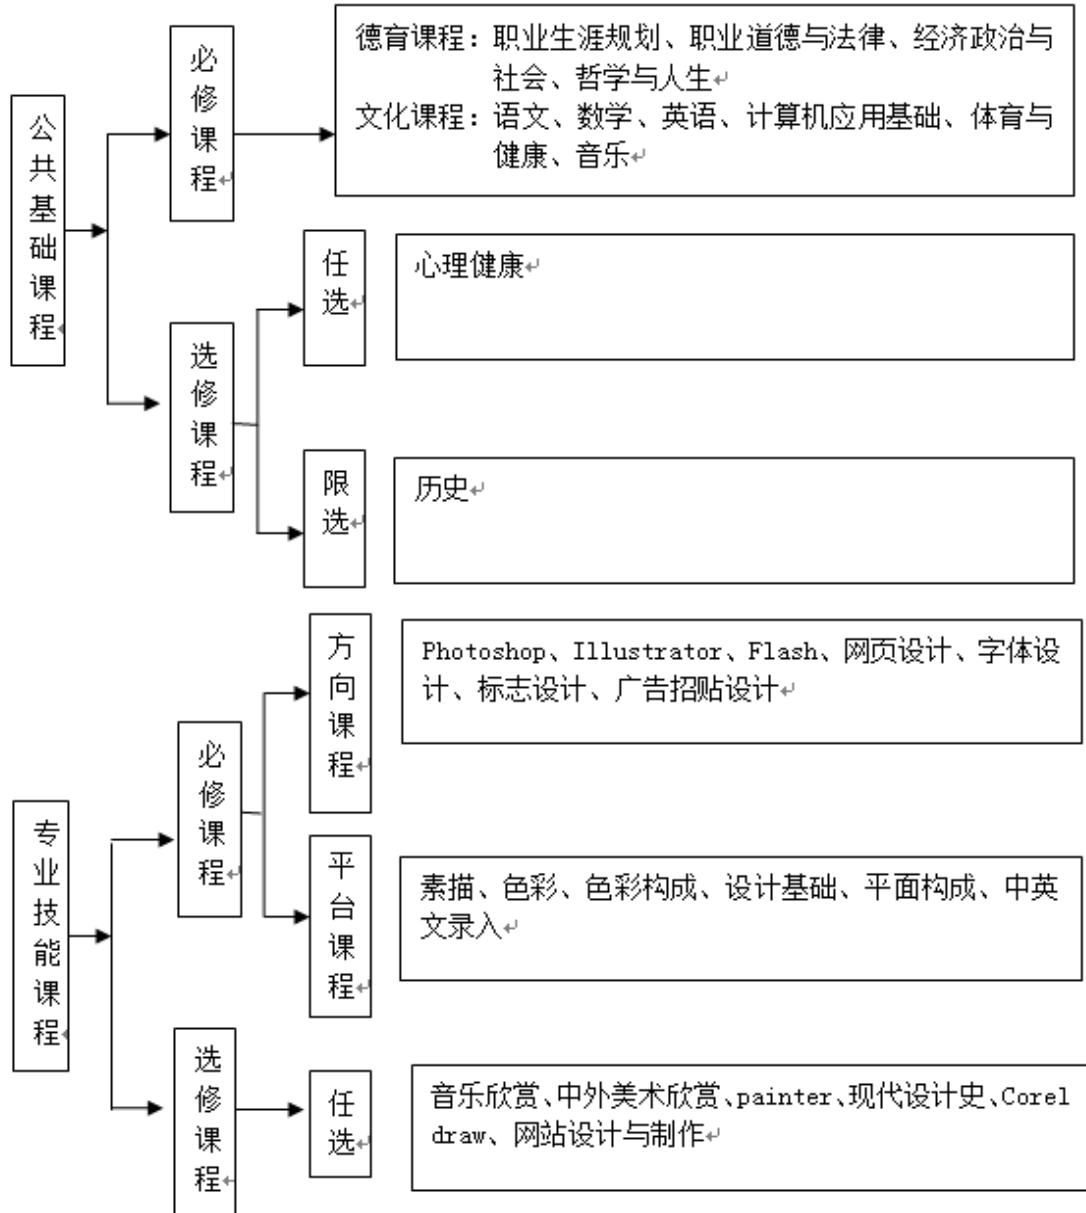 公共基础课程
必修课程
德育课程：职业生涯规划、职业道德与法律、经济政治与
社会、哲学与人生
文化课程：语文、数学、英语、计算机应用基础、体育与
健康、音乐
选修课程
任选
心理健康
限选
历史
专业技能课程
必修课程
方向课程
Photoshop、Illustrator、Flash、网页设计、字体设
计、标志设计、广告招贴设计
平台课程
素描、色彩、色彩构成、设计基础、平面构成、中英
文录入
选修课程
任选
音乐欣赏、中外美术欣赏、painter、现代设计史、Corel
draw、网站设计与制作